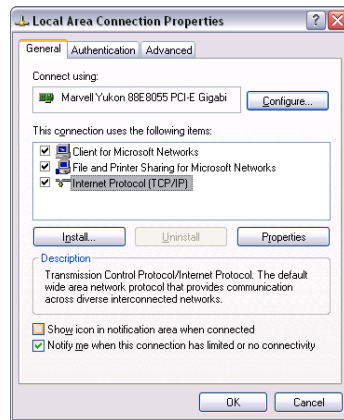 Local Area Connection Properties
General Authentication Advanced
Connect using:
Marvell Yukon 88E8055 PCI-E Gigabi
Configure...
This connection uses the following items:
Client for Microsoft Networks
File and Printer Sharing for Microsoft Networks
Internet Protocol (TCP/IP)
Install... Uninstall Properties
Description
Transmission Control Protocol/Internet Protocol. The default
wide area network protocol that provides communication
across diverse interconnected networks.
Show icon in notification area when connected
Notify me when this connection has limited or no connectivity
OK Cancel